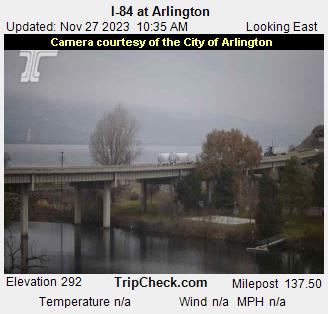 I-84 at Arlington
Updated: Nov 27 2023 10:35 AM Looking East
Camera courtesy of the City of Arlington
Elevation 292 TripCheck.com Milepost 137.50
Temperature n/a Wind n/a MPH n/a